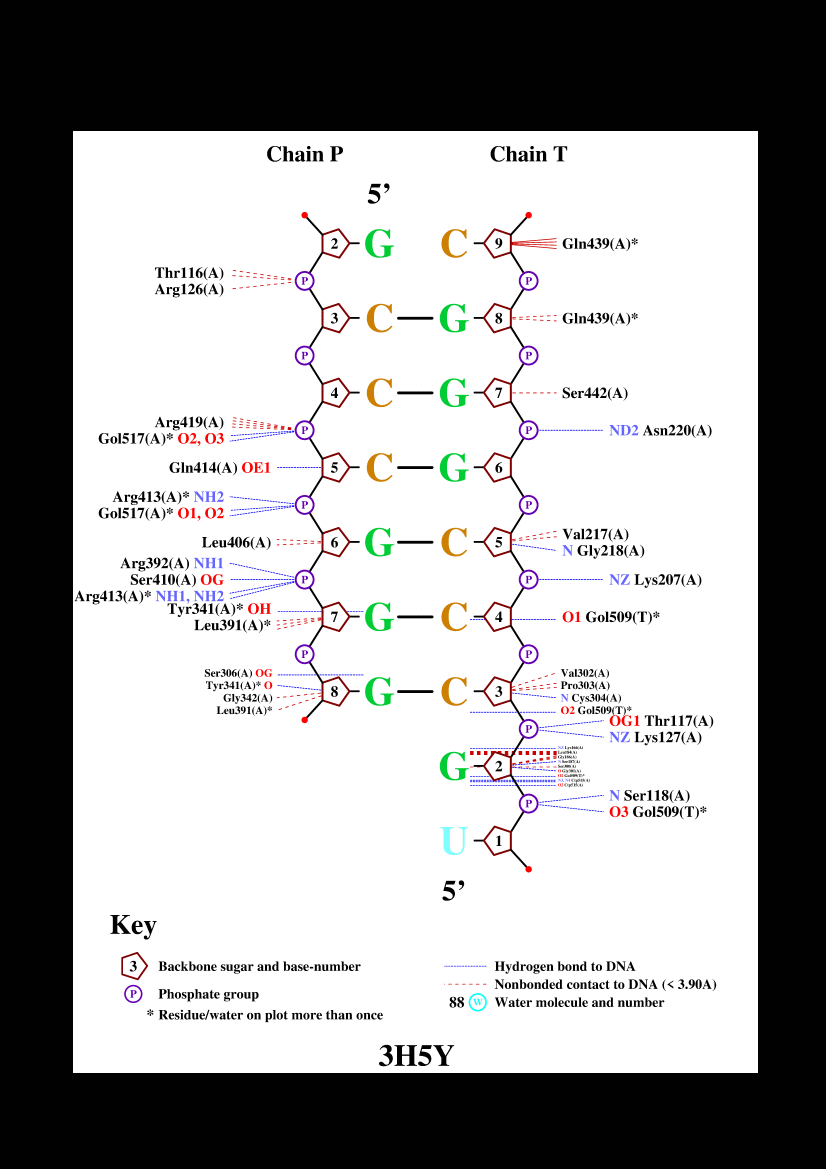 Chain P
Chain T
5’
2 G C 9
Gln439(A)*
Thr116(A)
Arg126(A)
P P
3 C G 8
Gln439(A)*
P P
4 C G 7
Ser442(A)
Arg419(A)
Gol517(A)* O2, O3
P P
ND2 Asn220(A)
Gln414(A) OE1
5 C G 6
Arg413(A)* NH2
Gol517(A)* O1, O2
P P
Leu406(A)
6 G C 5
Val217(A)
N Gly218(A)
Arg392(A) NH1
Ser410(A) OG
Arg413(A)* NH1, NH2
P P
NZ Lys207(A)
Tyr341(A)* OH
Leu391(A)*
7 G C 4
O1 Gol509(T)*
P P
Ser306(A) OG
Tyr341(A)* O
Gly342(A)
Leu391(A)*
8 G C 3
Val302(A)
Pro303(A)
N Cys304(A)
O2 Gol509(T)*
P
OG1 Thr117(A)
NZ Lys127(A)
G 2
P
N Ser118(A)
O3 Gol509(T)*
U 1
5’
Key
3 Backbone sugar and base-number
P Phosphate group
* Residue/water on plot more than once
Hydrogen bond to DNA
Nonbonded contact to DNA (< 3.90A)
88 W Water molecule and number
3H5Y